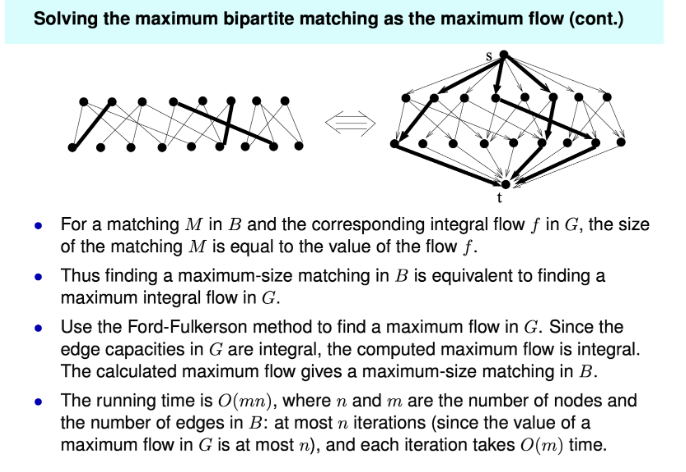 Solving the maximum bipartite matching as the maximum flow (cont.)
s
t
• For a matching M in B and the corresponding integral flow f in G, the size
of the matching M is equal to the value of the flow f.
• Thus finding a maximum-size matching in B is equivalent to finding a
maximum integral flow in G.
• Use the Ford-Fulkerson method to find a maximum flow in G. Since the
edge capacities in G are integral, the computed maximum flow is integral.
The calculated maximum flow gives a maximum-size matching in B.
• The running time is O(mn), where n and m are the number of nodes and
the number of edges in B: at most n iterations (since the value of a
maximum flow in G is at most n), and each iteration takes O(m) time.